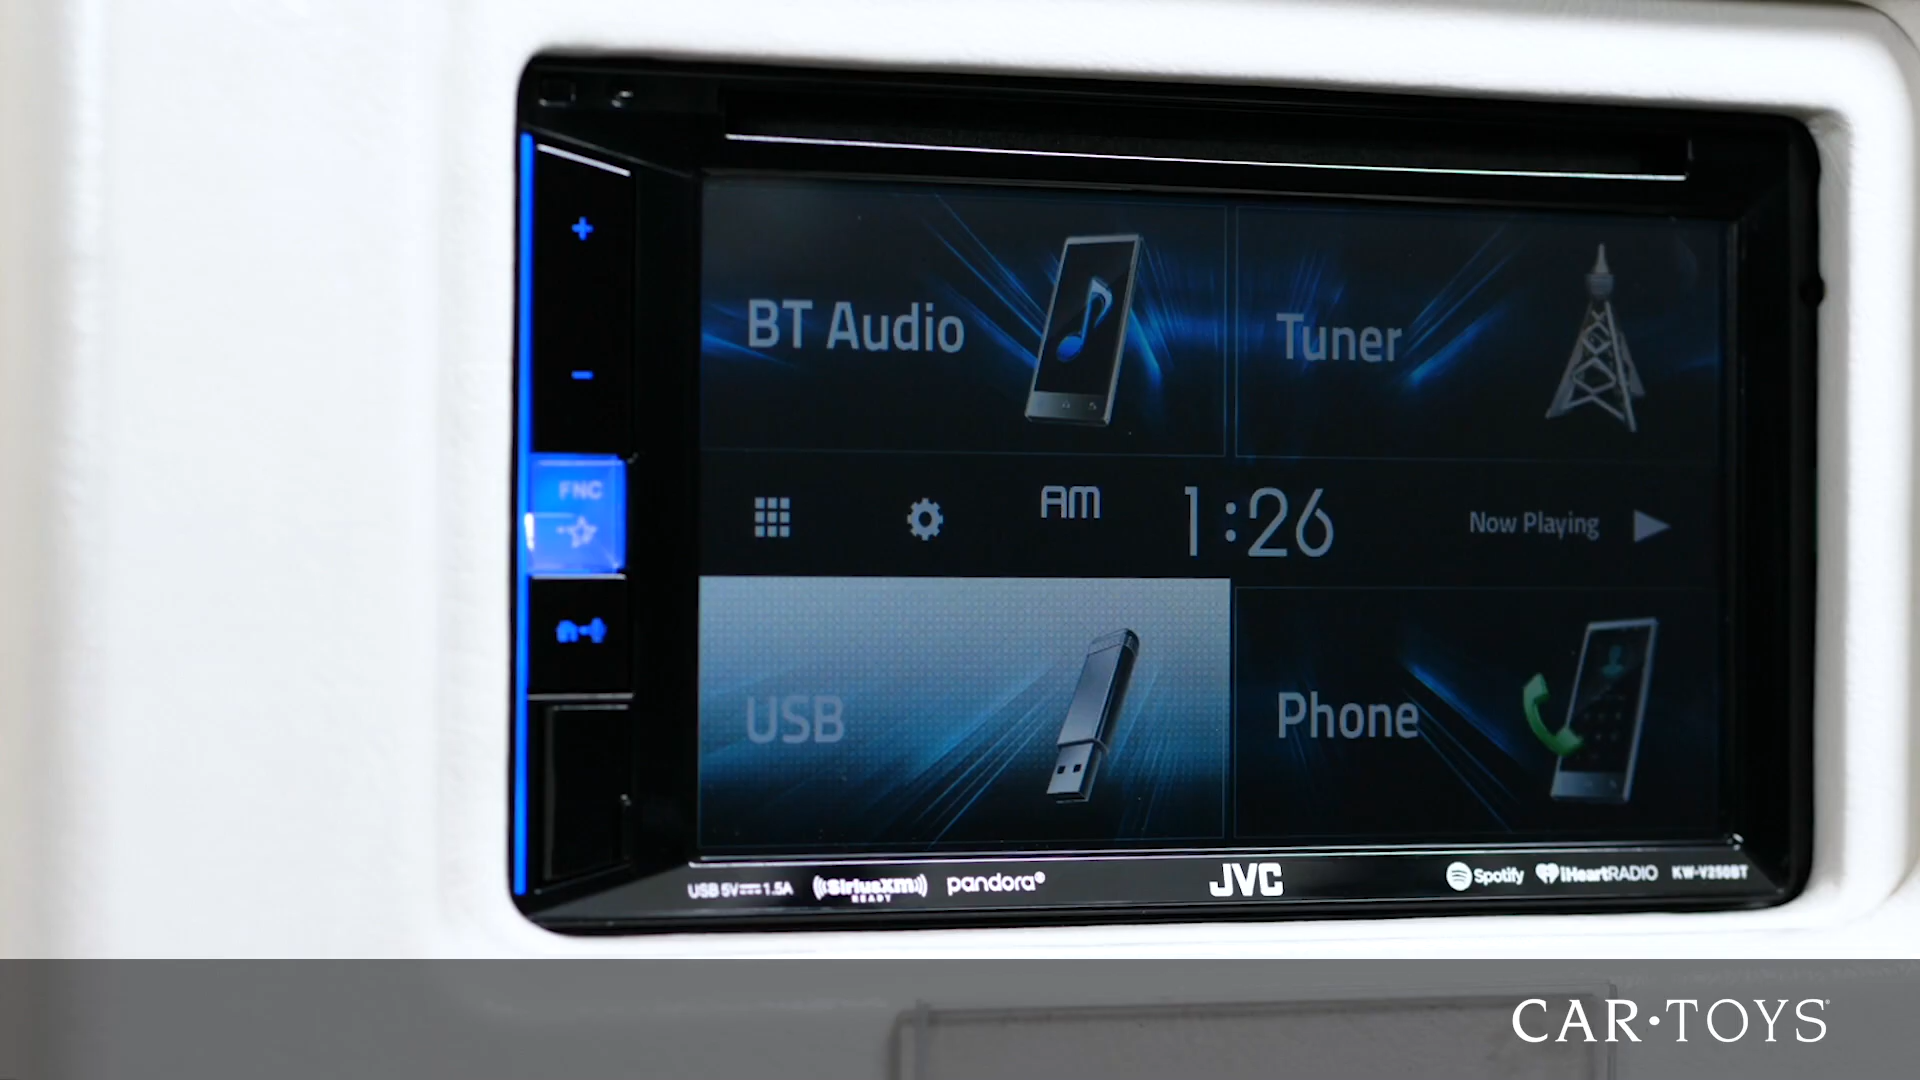 +
-
FNC
BT Audio
Tuner
AM 1:26
Now Playing
USB
Phone
USB 5V 1.5A
SiriusXM
READY
pandora®
JVC
Spotify
iHeartRADIO
KW-V250BT
CAR•TOYS®